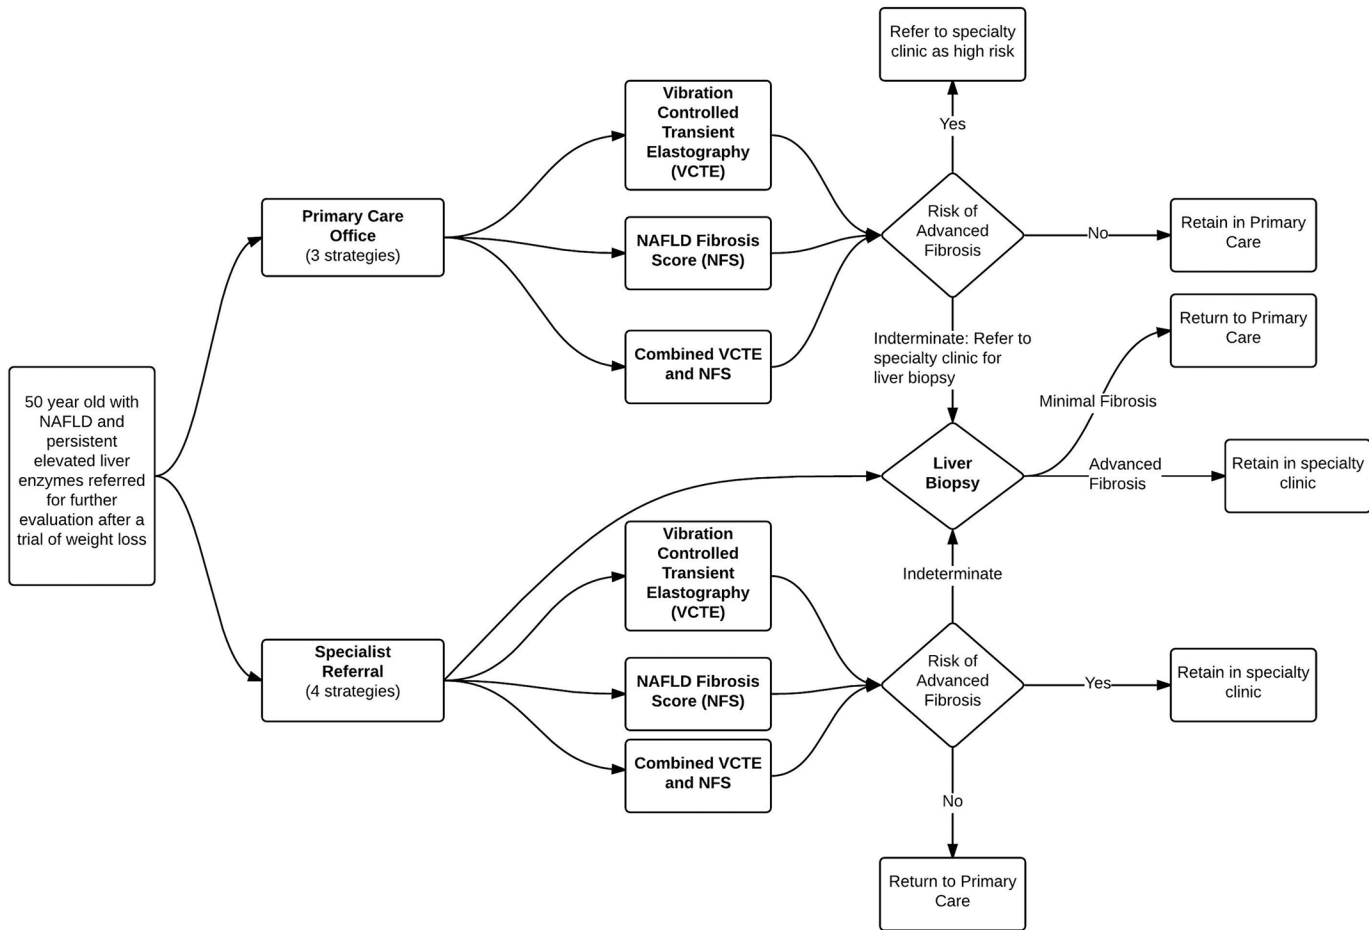 Refer to specialty
clinic as high risk
Yes
Vibration
Controlled
Transient
Elastography
(VCTE)
Primary Care
Office
(3 strategies)
NAFLD Fibrosis
Score (NFS)
Combined VCTE
and NFS
Risk of
Advanced
Fibrosis
No
Retain in Primary
Care
Indterminate: Refer to
specialty clinic for
liver biopsy
Return to Primary
Care
Minimal Fibrosis
50 year old with
NAFLD and
persistent
elevated liver
enzymes referred
for further
evaluation after a
trial of weight loss
Liver
Biopsy
Advanced
Fibrosis
Retain in specialty
clinic
Specialist
Referral
(4 strategies)
Vibration
Controlled
Transient
Elastography
(VCTE)
NAFLD Fibrosis
Score (NFS)
Combined VCTE
and NFS
Indeterminate
Risk of
Advanced
Fibrosis
Yes
Retain in specialty
clinic
No
Return to Primary
Care